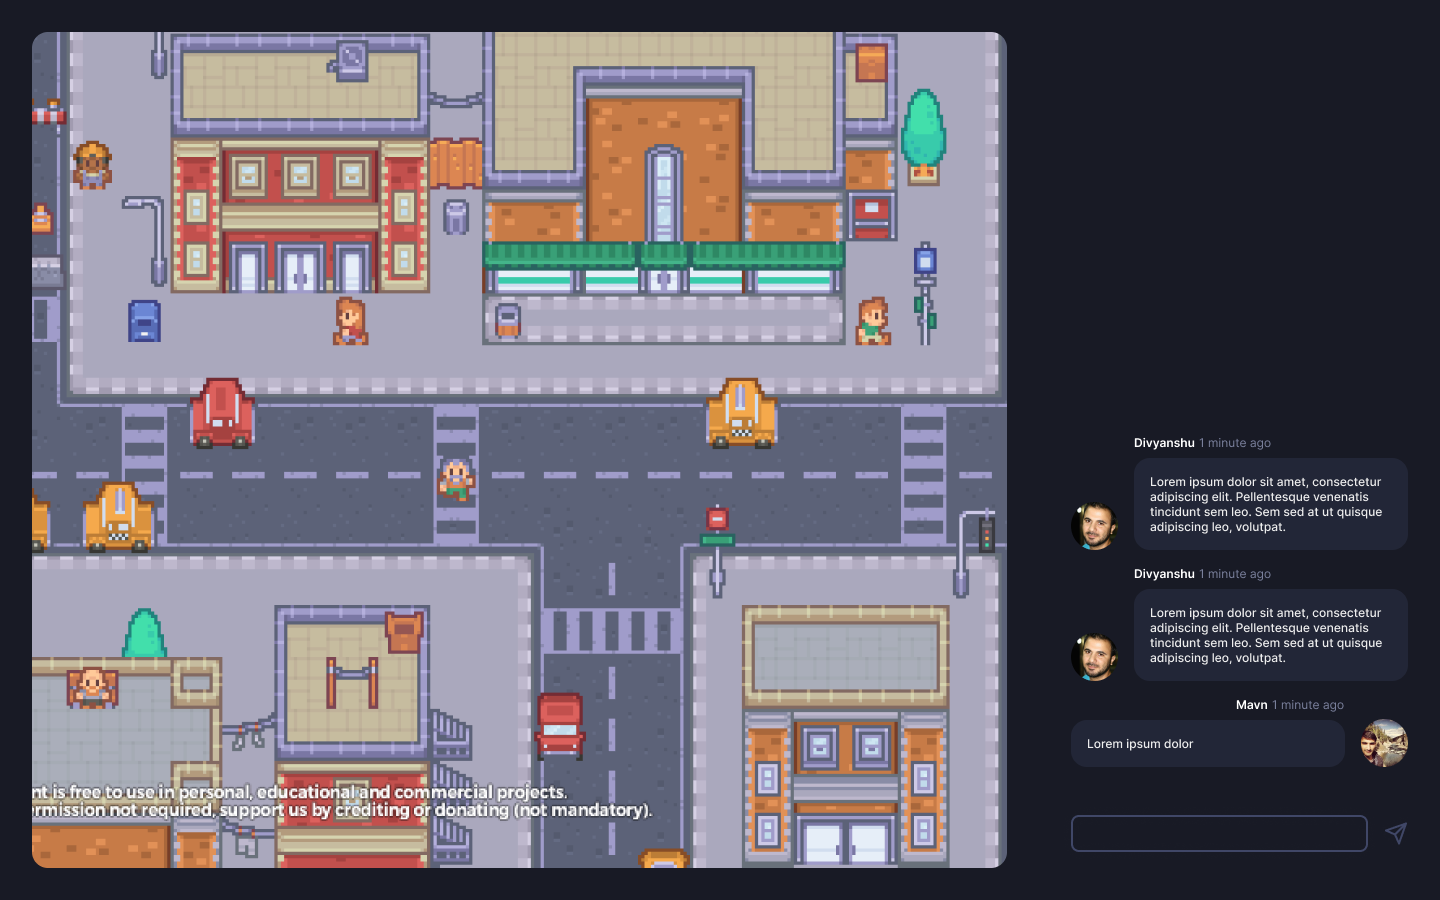 Divyanshu 1 minute ago
Lorem ipsum dolor sit amet, consectetur
adipiscing elit. Pellentesque venenatis
tincidunt sem leo. Sem sed at ut quisque
adipiscing leo, volutpat.
Divyanshu 1 minute ago
Lorem ipsum dolor sit amet, consectetur
adipiscing elit. Pellentesque venenatis
tincidunt sem leo. Sem sed at ut quisque
adipiscing leo, volutpat.
Mavn 1 minute ago
Lorem ipsum dolor
nt is free to use in personal, educational and commercial projects.
ermission not required, support us by crediting or donating (not mandatory).